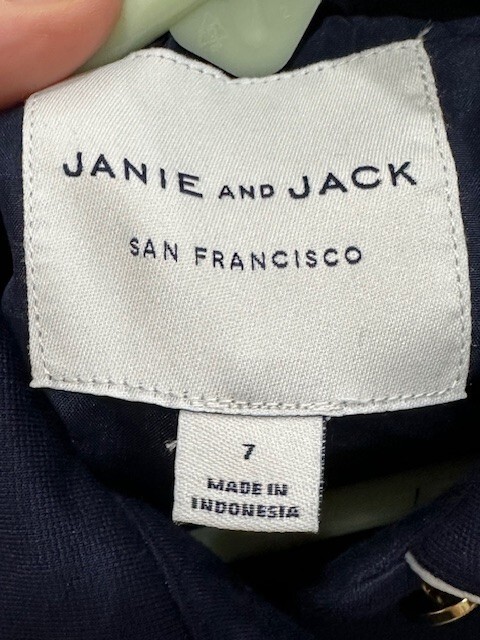 JANIE AND JACK
SAN FRANCISCO
7
MADE IN
INDONESIA